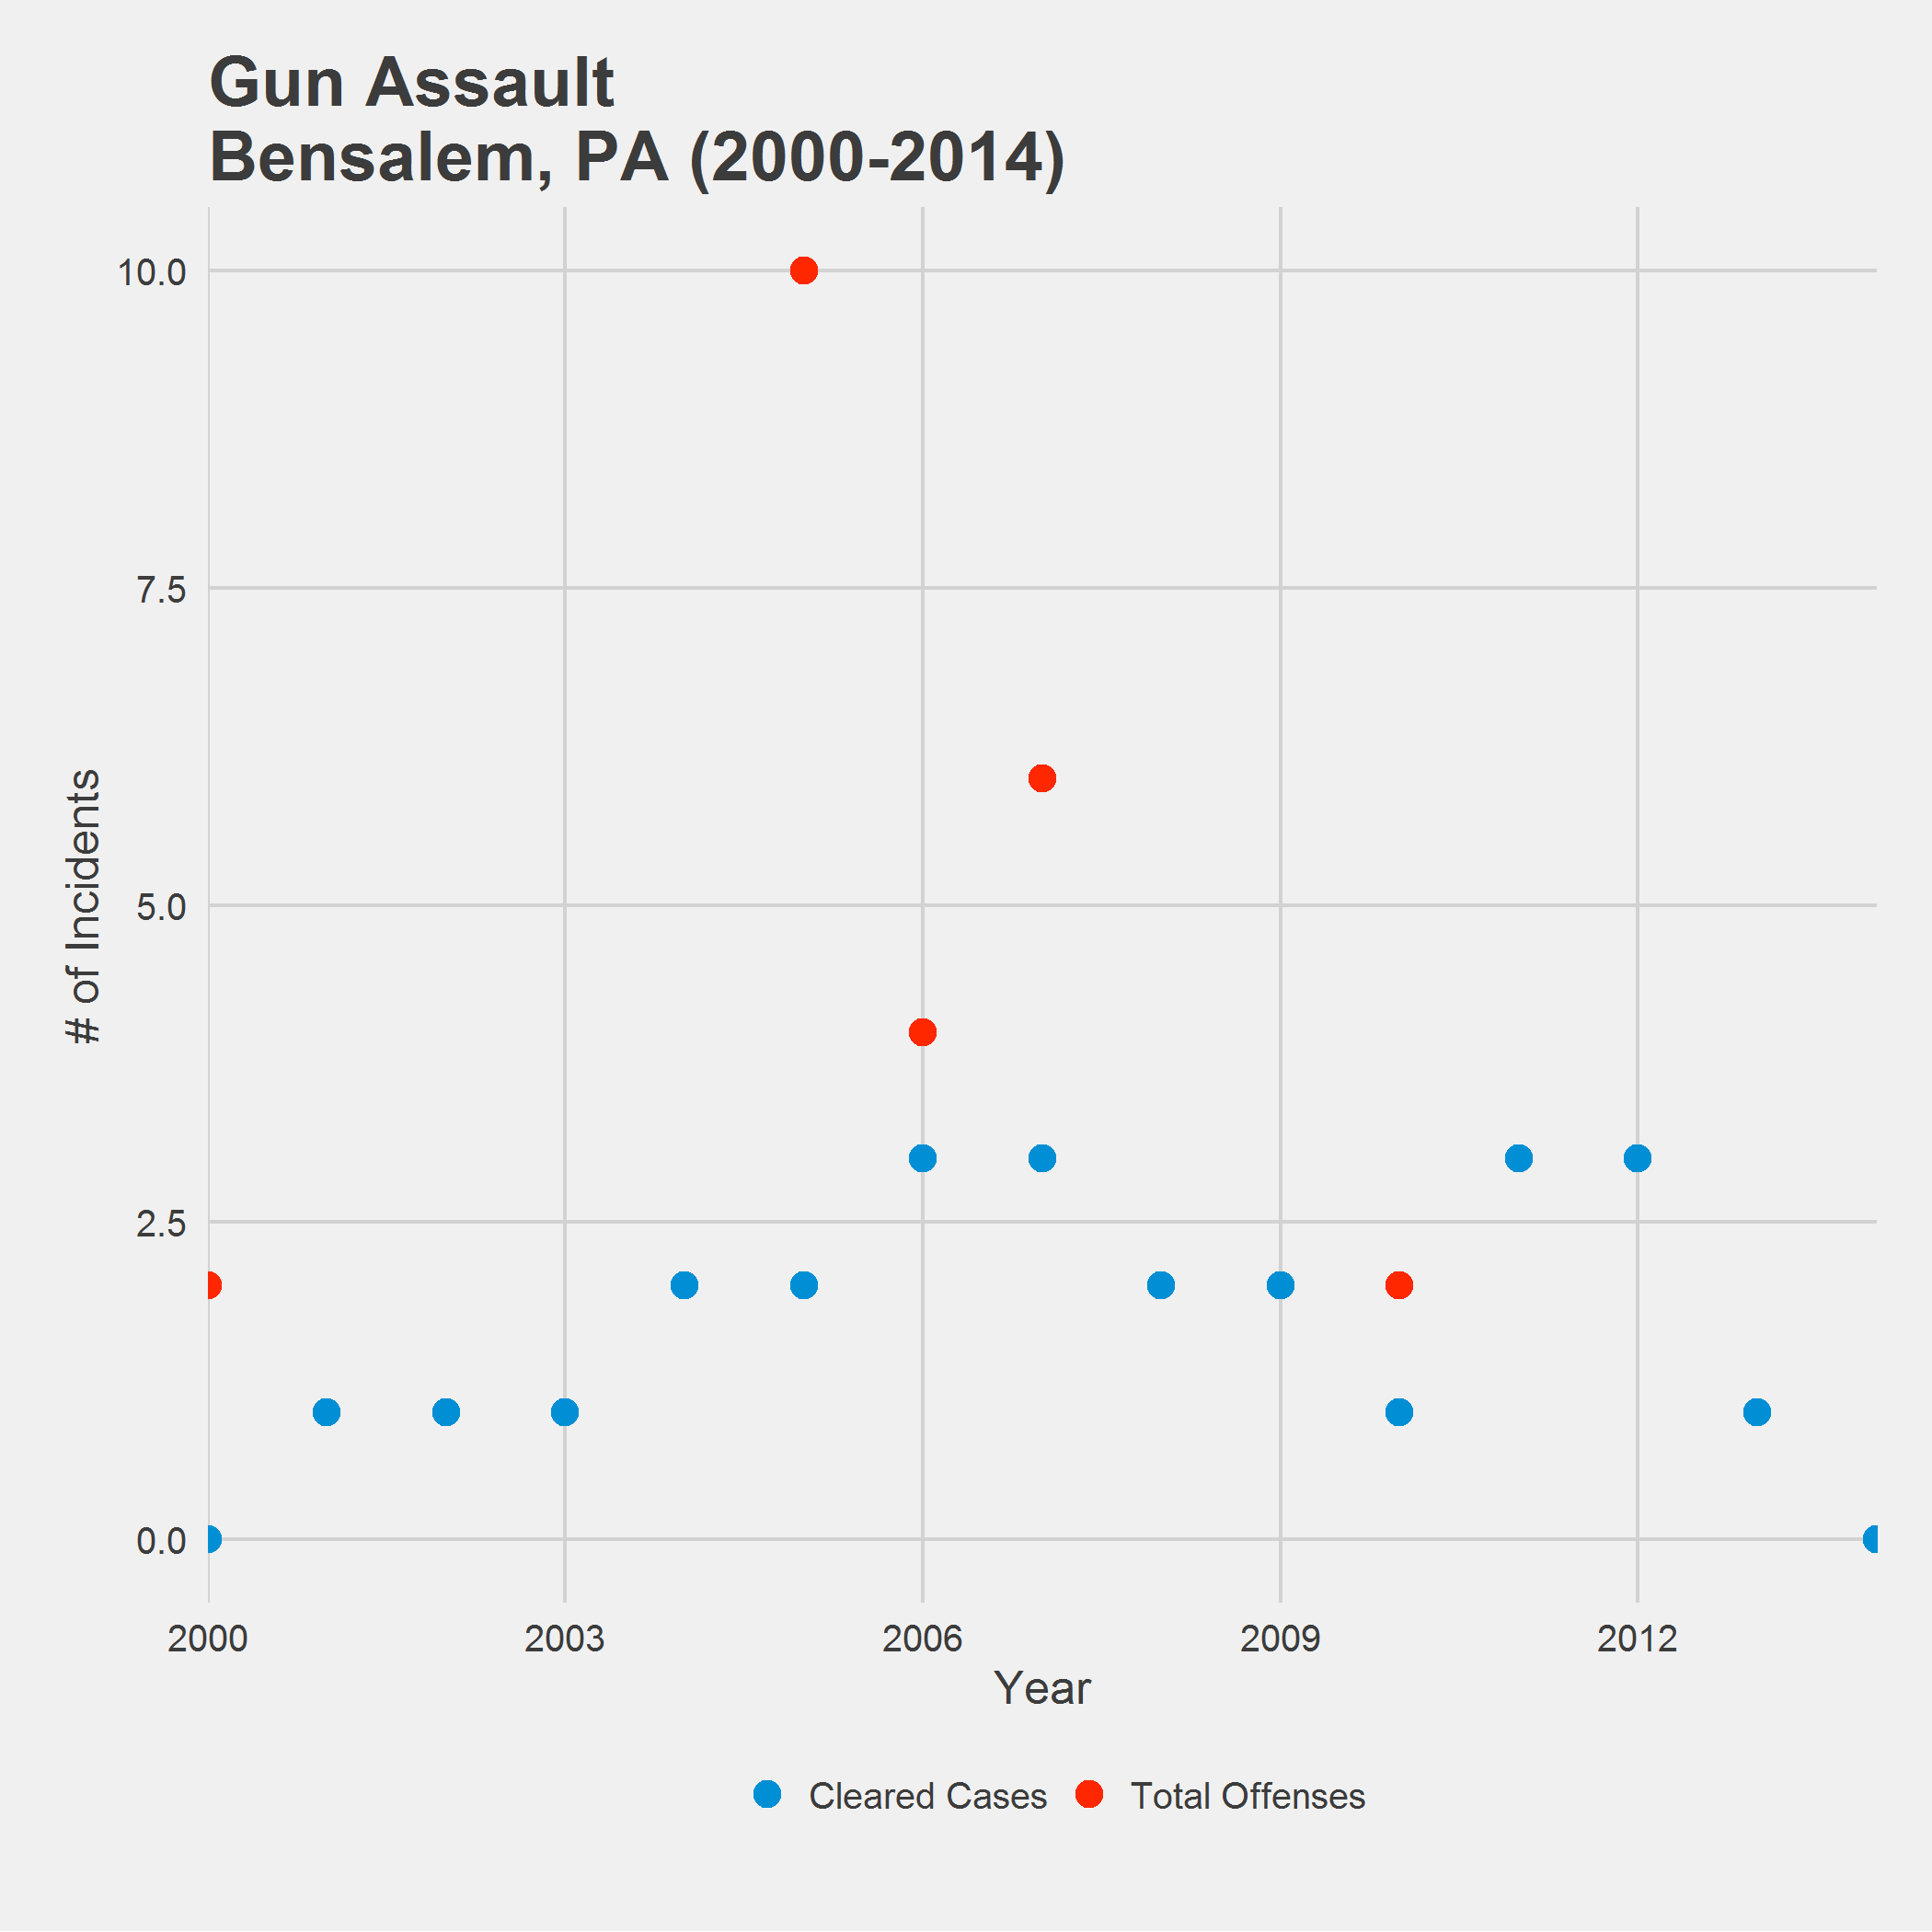 Gun Assault
Bensalem, PA (2000-2014)
10.0
7.5
5.0
2.5
0.0
# of Incidents
2000 2003 2006 2009 2012
Year
Cleared Cases Total Offenses